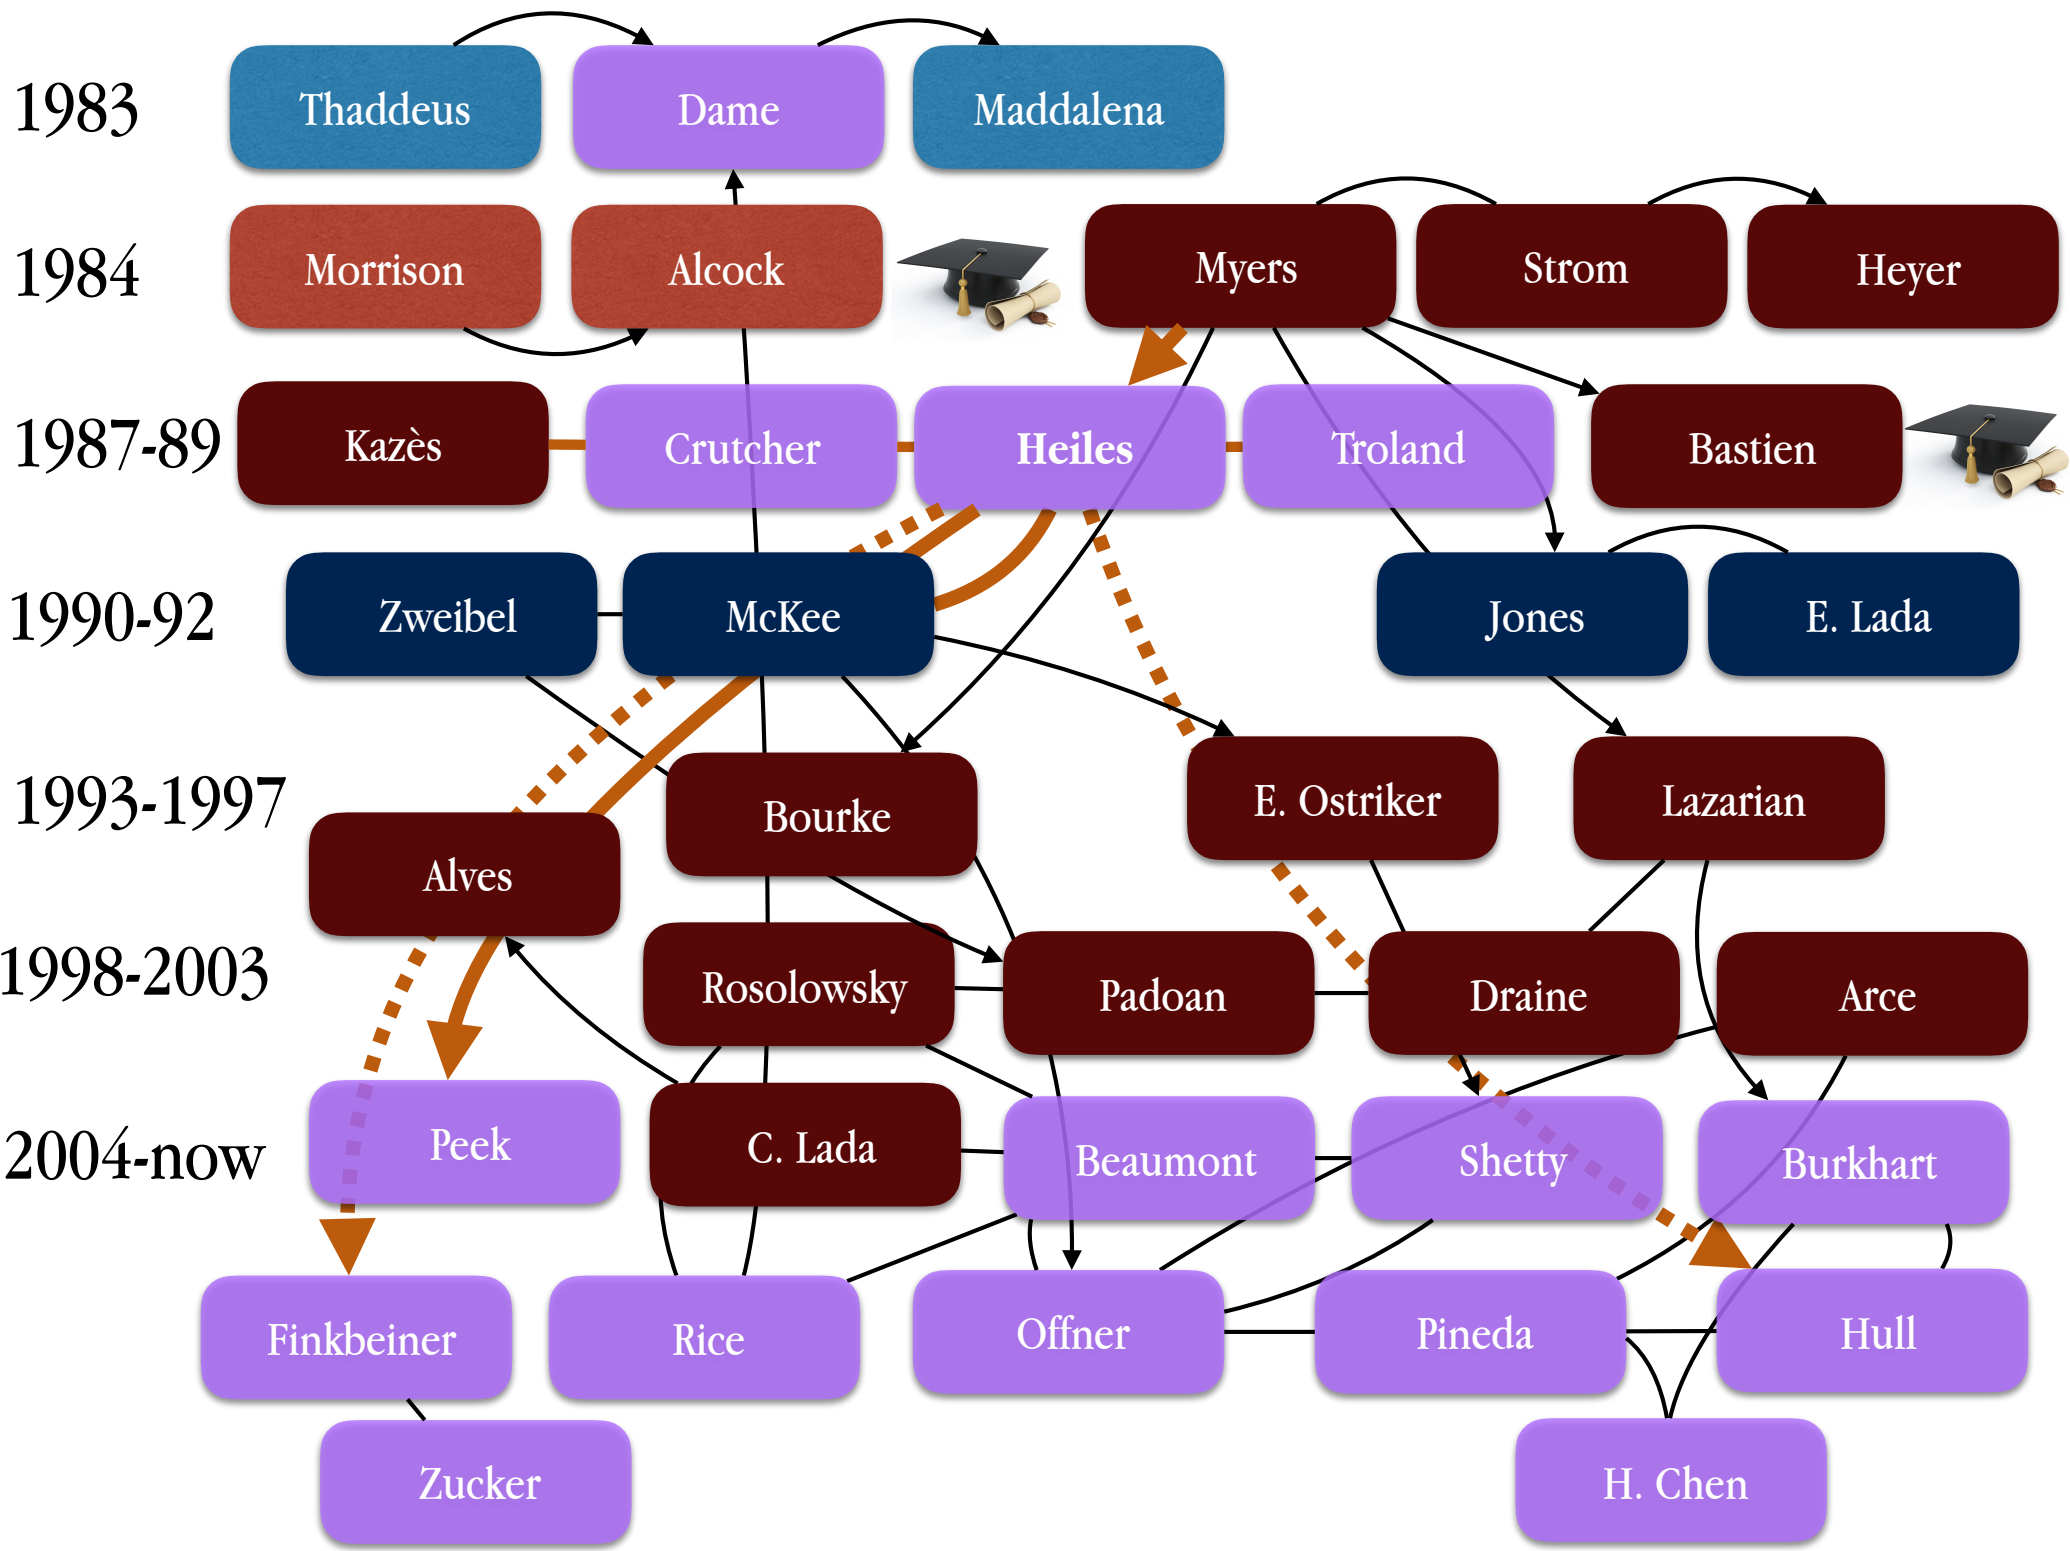 1983
Thaddeus
Dame
Maddalena
1984
Morrison
Alcock
Myers
Strom
Heyer
1987-89
Kazès
Crutcher
Heiles
Troland
Bastien
1990-92
Zweibel
McKee
Jones
E. Lada
1993-1997
Alves
Bourke
E. Ostriker
Lazarian
1998-2003
Rosolowsky
Padoan
Draine
Arce
2004-now
Peek
C. Lada
Beaumont
Shetty
Burkhart
Finkbeiner
Rice
Offner
Pineda
Hull
Zucker
H. Chen